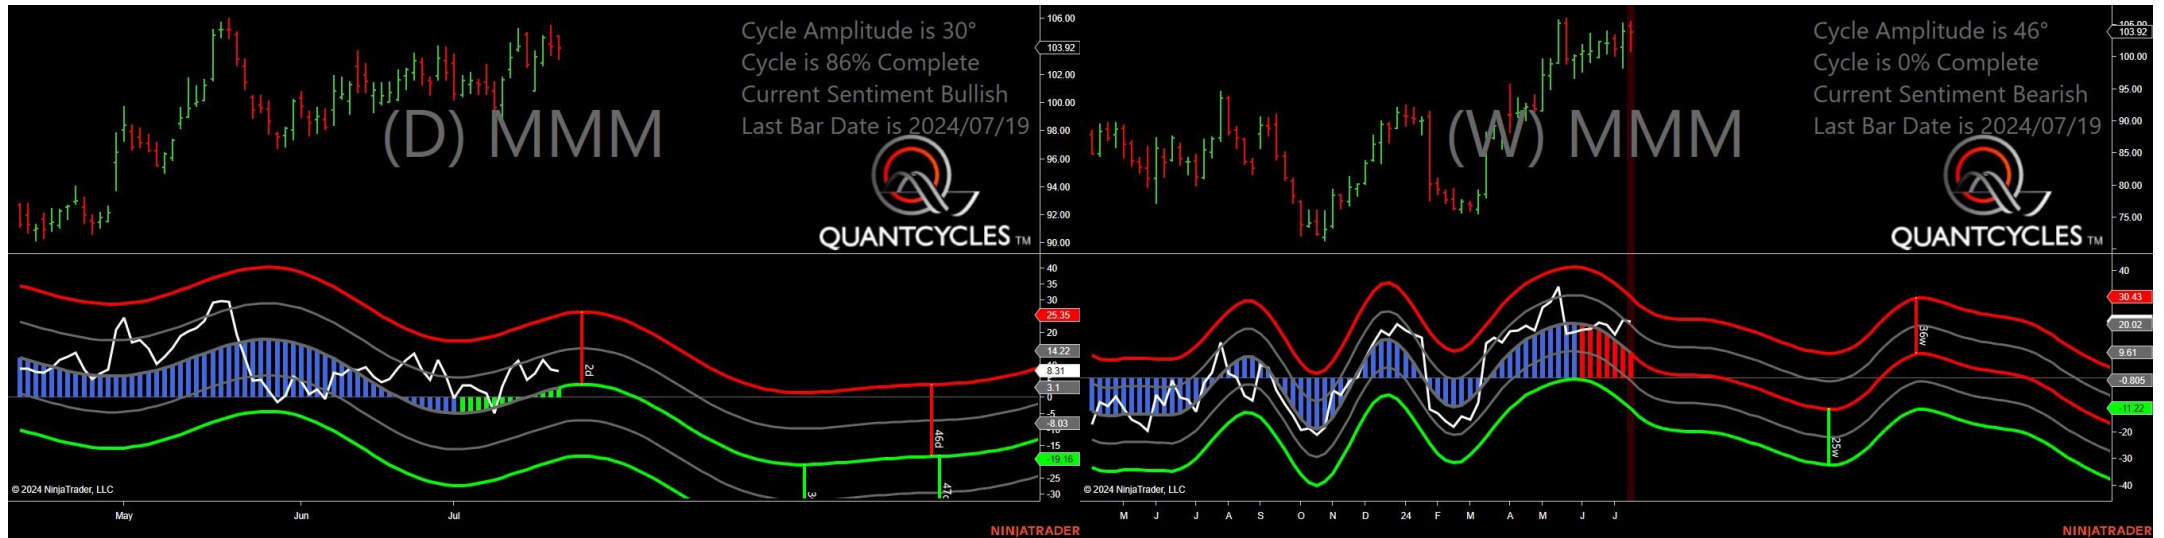 Cycle Amplitude is 30°
Cycle is 86% Complete
Current Sentiment Bullish
Last Bar Date is 2024/07/19
(D) MMM
QUANTCYCLES TM
106.00
103.92
102.00
100.00
98.00
96.00
94.00
92.00
90.00
40
35
30
25.35
20
14.22
8.31
3.1
0
-5
-8.03
-15
-19.16
-25
-30
2d
46d
© 2024 NinjaTrader, LLC
May Jun Jul
NINJATRADER
Cycle Amplitude is 46°
Cycle is 0% Complete
Current Sentiment Bearish
Last Bar Date is 2024/07/19
(W) MMM
QUANTCYCLES TM
105.00
103.92
100.00
95.00
90.00
85.00
80.00
75.00
40
30.43
20.02
9.61
-0.805
-11.22
-20
-30
-40
36w
25w
© 2024 NinjaTrader, LLC
M J J A S O N D 24 F M A M J J
NINJATRADER